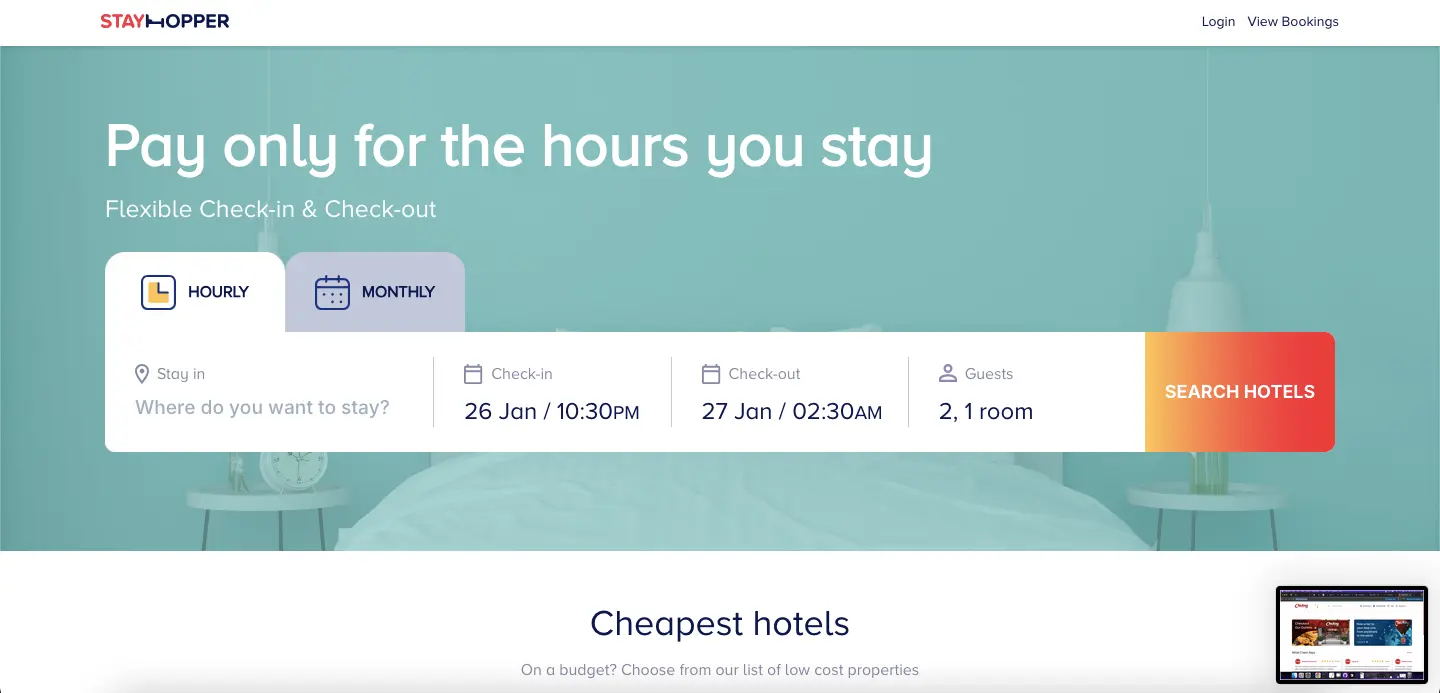 STAYHOPPER
Login View Bookings
Pay only for the hours you stay
Flexible Check-in & Check-out
HOURLY MONTHLY
Stay in Check-in Check-out Guests
Where do you want to stay? 26 Jan / 10:30PM 27 Jan / 02:30AM 2, 1 room
SEARCH HOTELS
Cheapest hotels
On a budget? Choose from our list of low cost properties